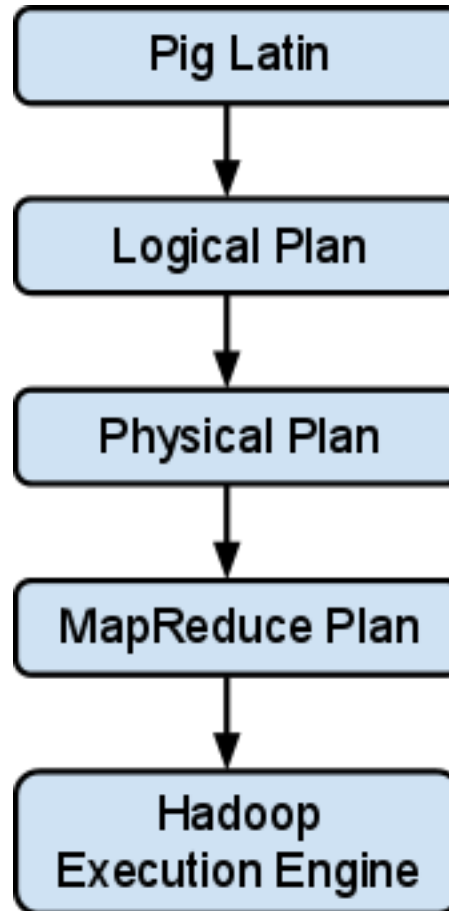 Pig Latin
Logical Plan
Physical Plan
MapReduce Plan
Hadoop
Execution Engine